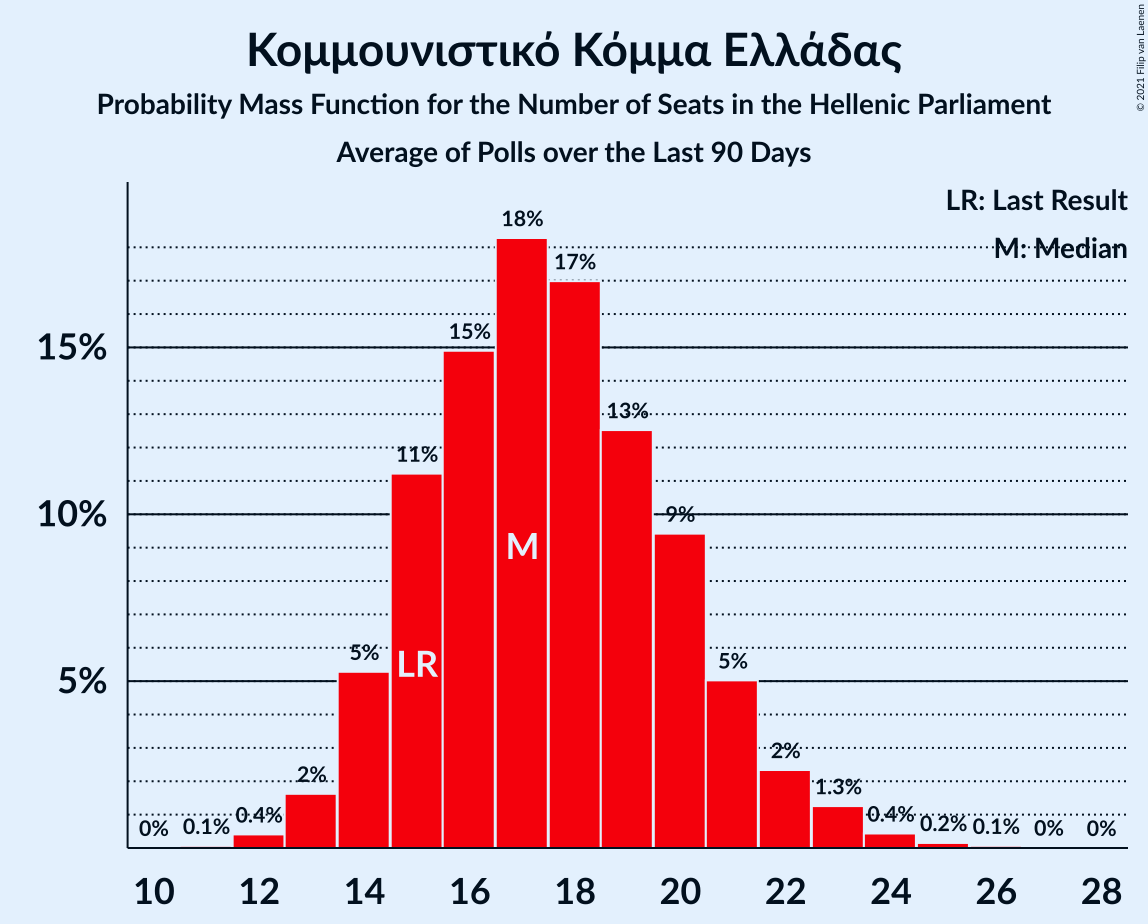 Κομμουνιστικό Κόμμα Ελλάδας
Probability Mass Function for the Number of Seats in the Hellenic Parliament
Average of Polls over the Last 90 Days
© 2021 Filip van Laenen
LR: Last Result
M: Median
15%
10%
5%
0%
0.1%
0.4%
2%
5%
11%
15%
18%
17%
13%
9%
5%
2%
1.3%
0.4%
0.2%
0.1%
0%
0%
LR
M
10 12 14 16 18 20 22 24 26 28